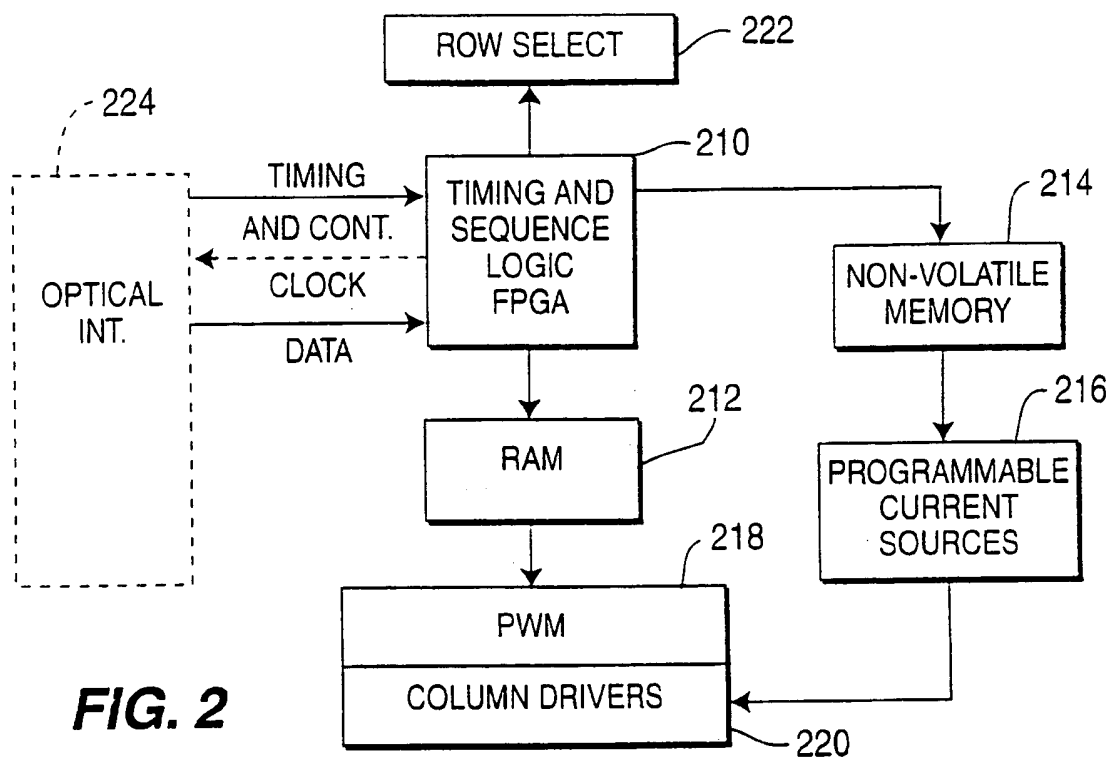 ROW SELECT
222
224
210
TIMING
AND CONT.
CLOCK
DATA
OPTICAL
INT.
TIMING AND
SEQUENCE
LOGIC
FPGA
214
NON-VOLATILE
MEMORY
212
RAM
216
PROGRAMMABLE
CURRENT
SOURCES
218
PWM
COLUMN DRIVERS
220
FIG. 2